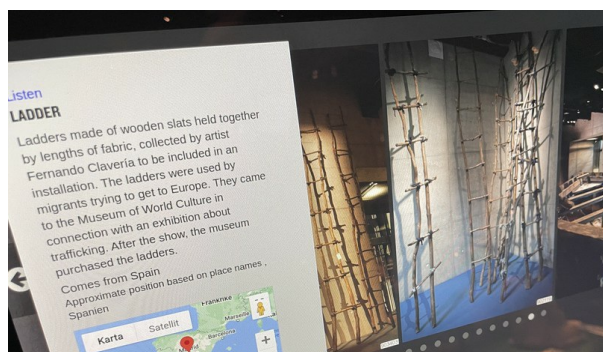 Listen
LADDER
Ladders made of wooden slats held together
by lengths of fabric, collected by artist
Fernando Clavería to be included in an
installation. The ladders were used by
migrants trying to get to Europe. They came
to the Museum of World Culture in
connection with an exhibition about
trafficking. After the show, the museum
purchased the ladders.
Comes from Spain
Approximate position based on place names ,
Spanien
Frankrike
Karta Satellit
Marseille
Barcelona
+